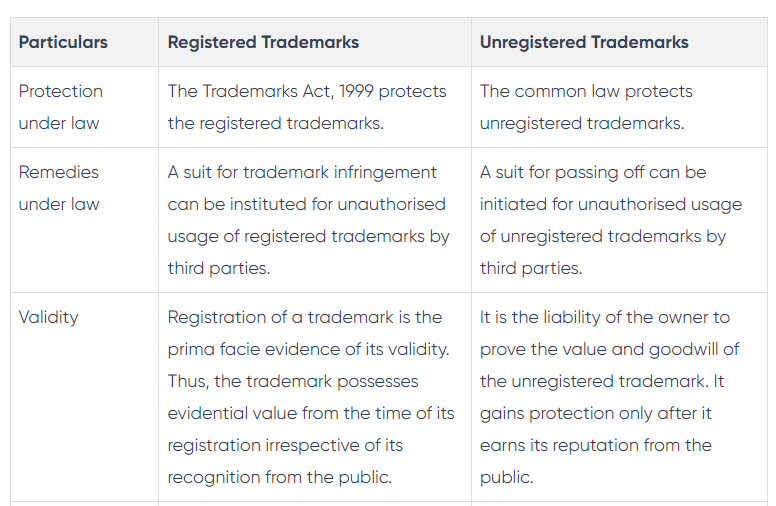 Particulars
Registered Trademarks
Unregistered Trademarks
Protection
under law
The Trademarks Act, 1999 protects
the registered trademarks.
The common law protects
unregistered trademarks.
Remedies
under law
A suit for trademark infringement
can be instituted for unauthorised
usage of registered trademarks by
third parties.
A suit for passing off can be
initiated for unauthorised usage
of unregistered trademarks by
third parties.
Validity
Registration of a trademark is the
prima facie evidence of its validity.
Thus, the trademark possesses
evidential value from the time of its
registration irrespective of its
recognition from the public.
It is the liability of the owner to
prove the value and goodwill of
the unregistered trademark. It
gains protection only after it
earns its reputation from the
public.